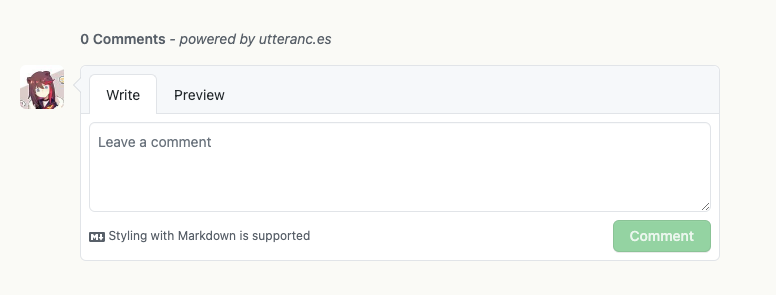 0 Comments - powered by utteranc.es
Write Preview
Leave a comment
M↓ Styling with Markdown is supported
Comment